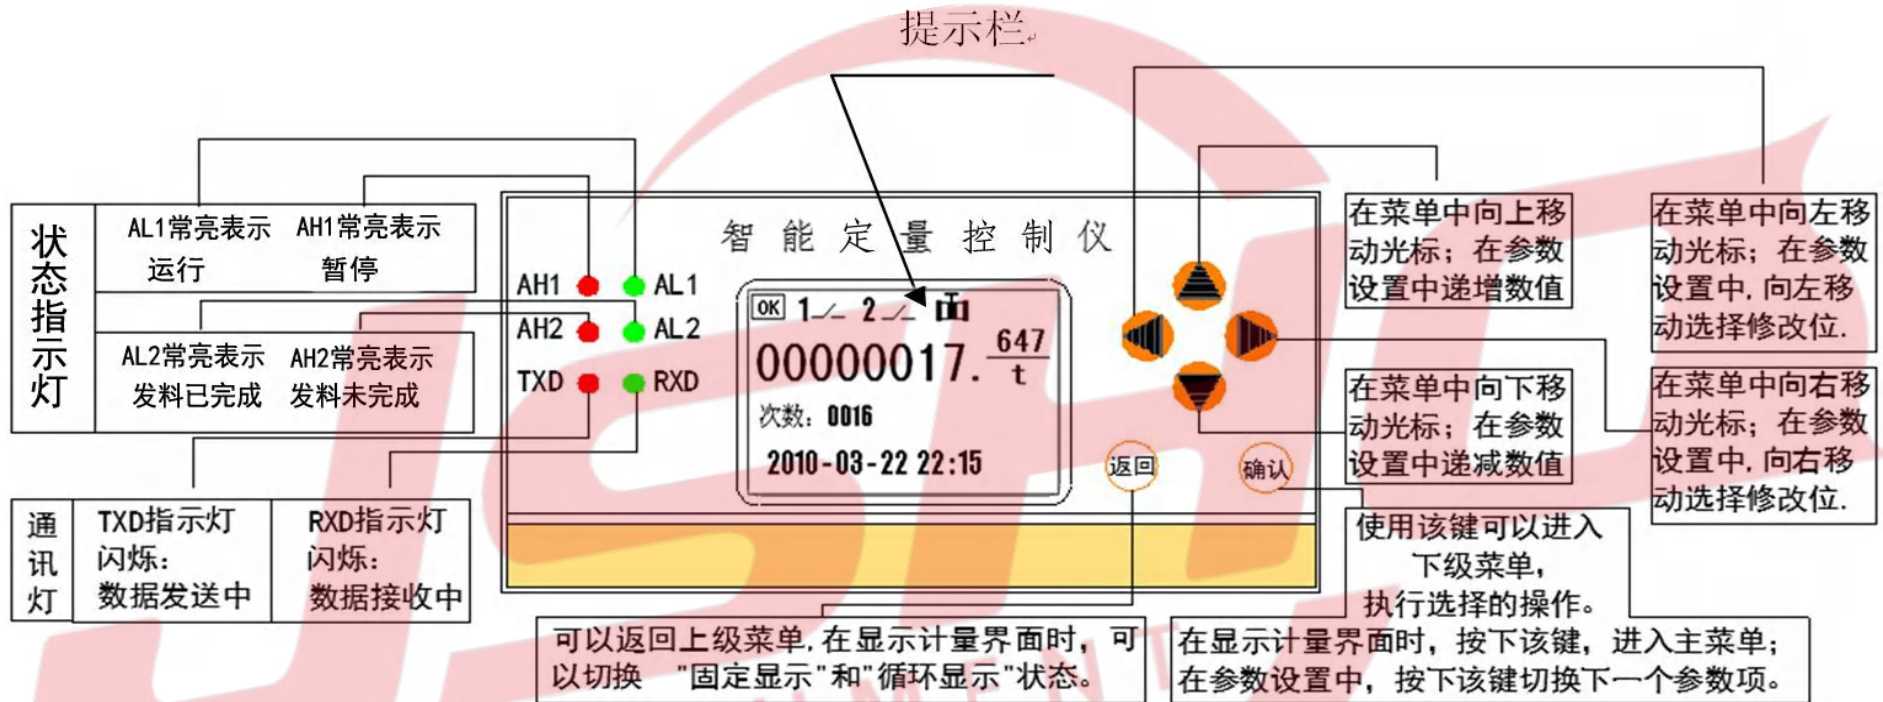 提示栏
状态指示灯
AL1常亮表示
运行
AH1常亮表示
暂停
AL2常亮表示
发料已完成
AH2常亮表示
发料未完成
通讯灯
TXD指示灯
闪烁:
数据发送中
RXD指示灯
闪烁:
数据接收中
智能定量控制仪
AH1 AL1
AH2 AL2
TXD RXD
OK 1 2
00000017. 647
t
次数: 0016
2010-03-22 22:15
返回
确认
在菜单中向上移
动光标; 在参数
设置中递增数值
在菜单中向左移
动光标; 在参数
设置中, 向左移
动选择修改位.
在菜单中向下移
动光标; 在参数
设置中递减数值
在菜单中向右移
动光标; 在参数
设置中, 向右移
动选择修改位.
可以返回上级菜单, 在显示计量界面时, 可
以切换 "固定显示"和"循环显示"状态。
使用该键可以进入
下级菜单,
执行选择的操作。
在显示计量界面时, 按下该键, 进入主菜单;
在参数设置中, 按下该键切换下一个参数项。